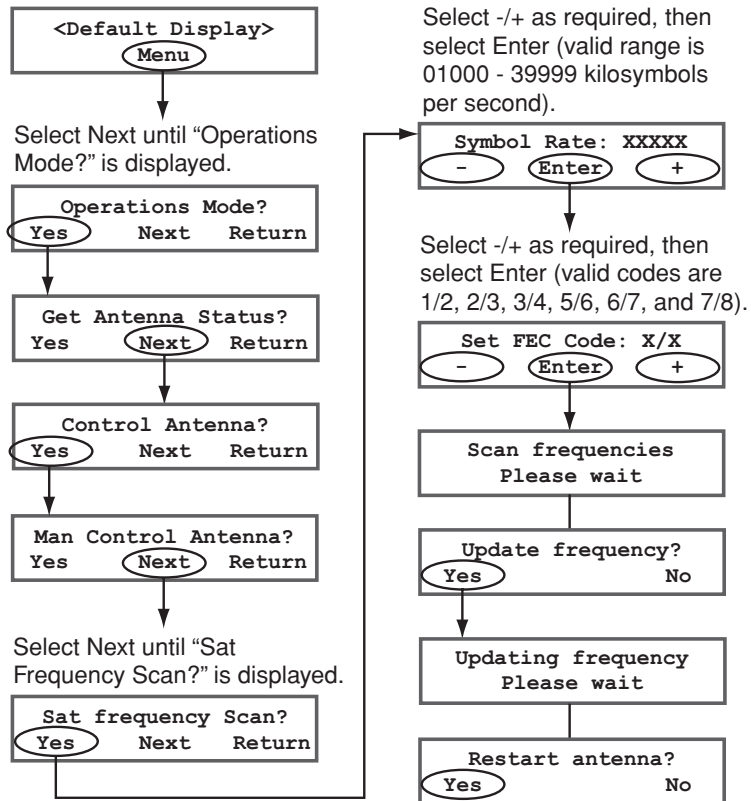 <Default Display>
Menu
Select Next until “Operations
Mode?” is displayed.
Operations Mode?
Yes Next Return
Get Antenna Status?
Yes Next Return
Control Antenna?
Yes Next Return
Man Control Antenna?
Yes Next Return
Select Next until “Sat
Frequency Scan?” is displayed.
Sat frequency Scan?
Yes Next Return
Select -/+ as required, then
select Enter (valid range is
01000 - 39999 kilosymbols
per second).
Symbol Rate: XXXXX
- Enter +
Select -/+ as required, then
select Enter (valid codes are
1/2, 2/3, 3/4, 5/6, 6/7, and 7/8).
Set FEC Code: X/X
- Enter +
Scan frequencies
Please wait
Update frequency?
Yes No
Updating frequency
Please wait
Restart antenna?
Yes No